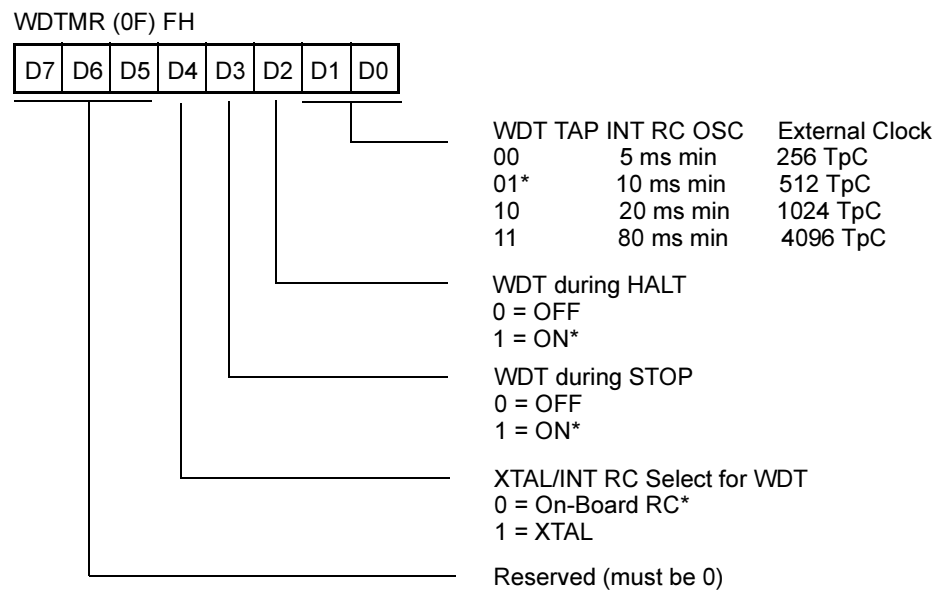 WDTMR (0F) FH
D7 D6 D5 D4 D3 D2 D1 D0
WDT TAP INT RC OSC External Clock
00 5 ms min 256 TpC
01* 10 ms min 512 TpC
10 20 ms min 1024 TpC
11 80 ms min 4096 TpC
WDT during HALT
0 = OFF
1 = ON*
WDT during STOP
0 = OFF
1 = ON*
XTAL/INT RC Select for WDT
0 = On-Board RC*
1 = XTAL
Reserved (must be 0)